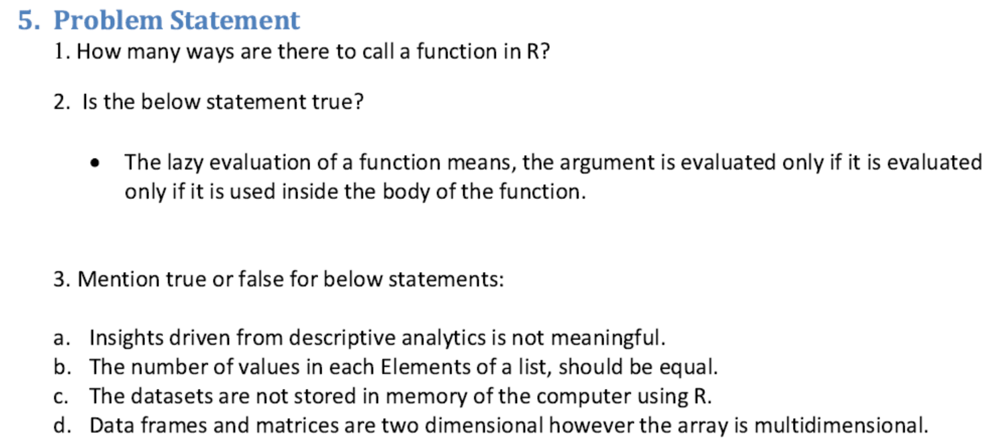 5. Problem Statement
1. How many ways are there to call a function in R?
2. Is the below statement true?
• The lazy evaluation of a function means, the argument is evaluated only if it is evaluated
only if it is used inside the body of the function.
3. Mention true or false for below statements:
a. Insights driven from descriptive analytics is not meaningful.
b. The number of values in each Elements of a list, should be equal.
c. The datasets are not stored in memory of the computer using R.
d. Data frames and matrices are two dimensional however the array is multidimensional.